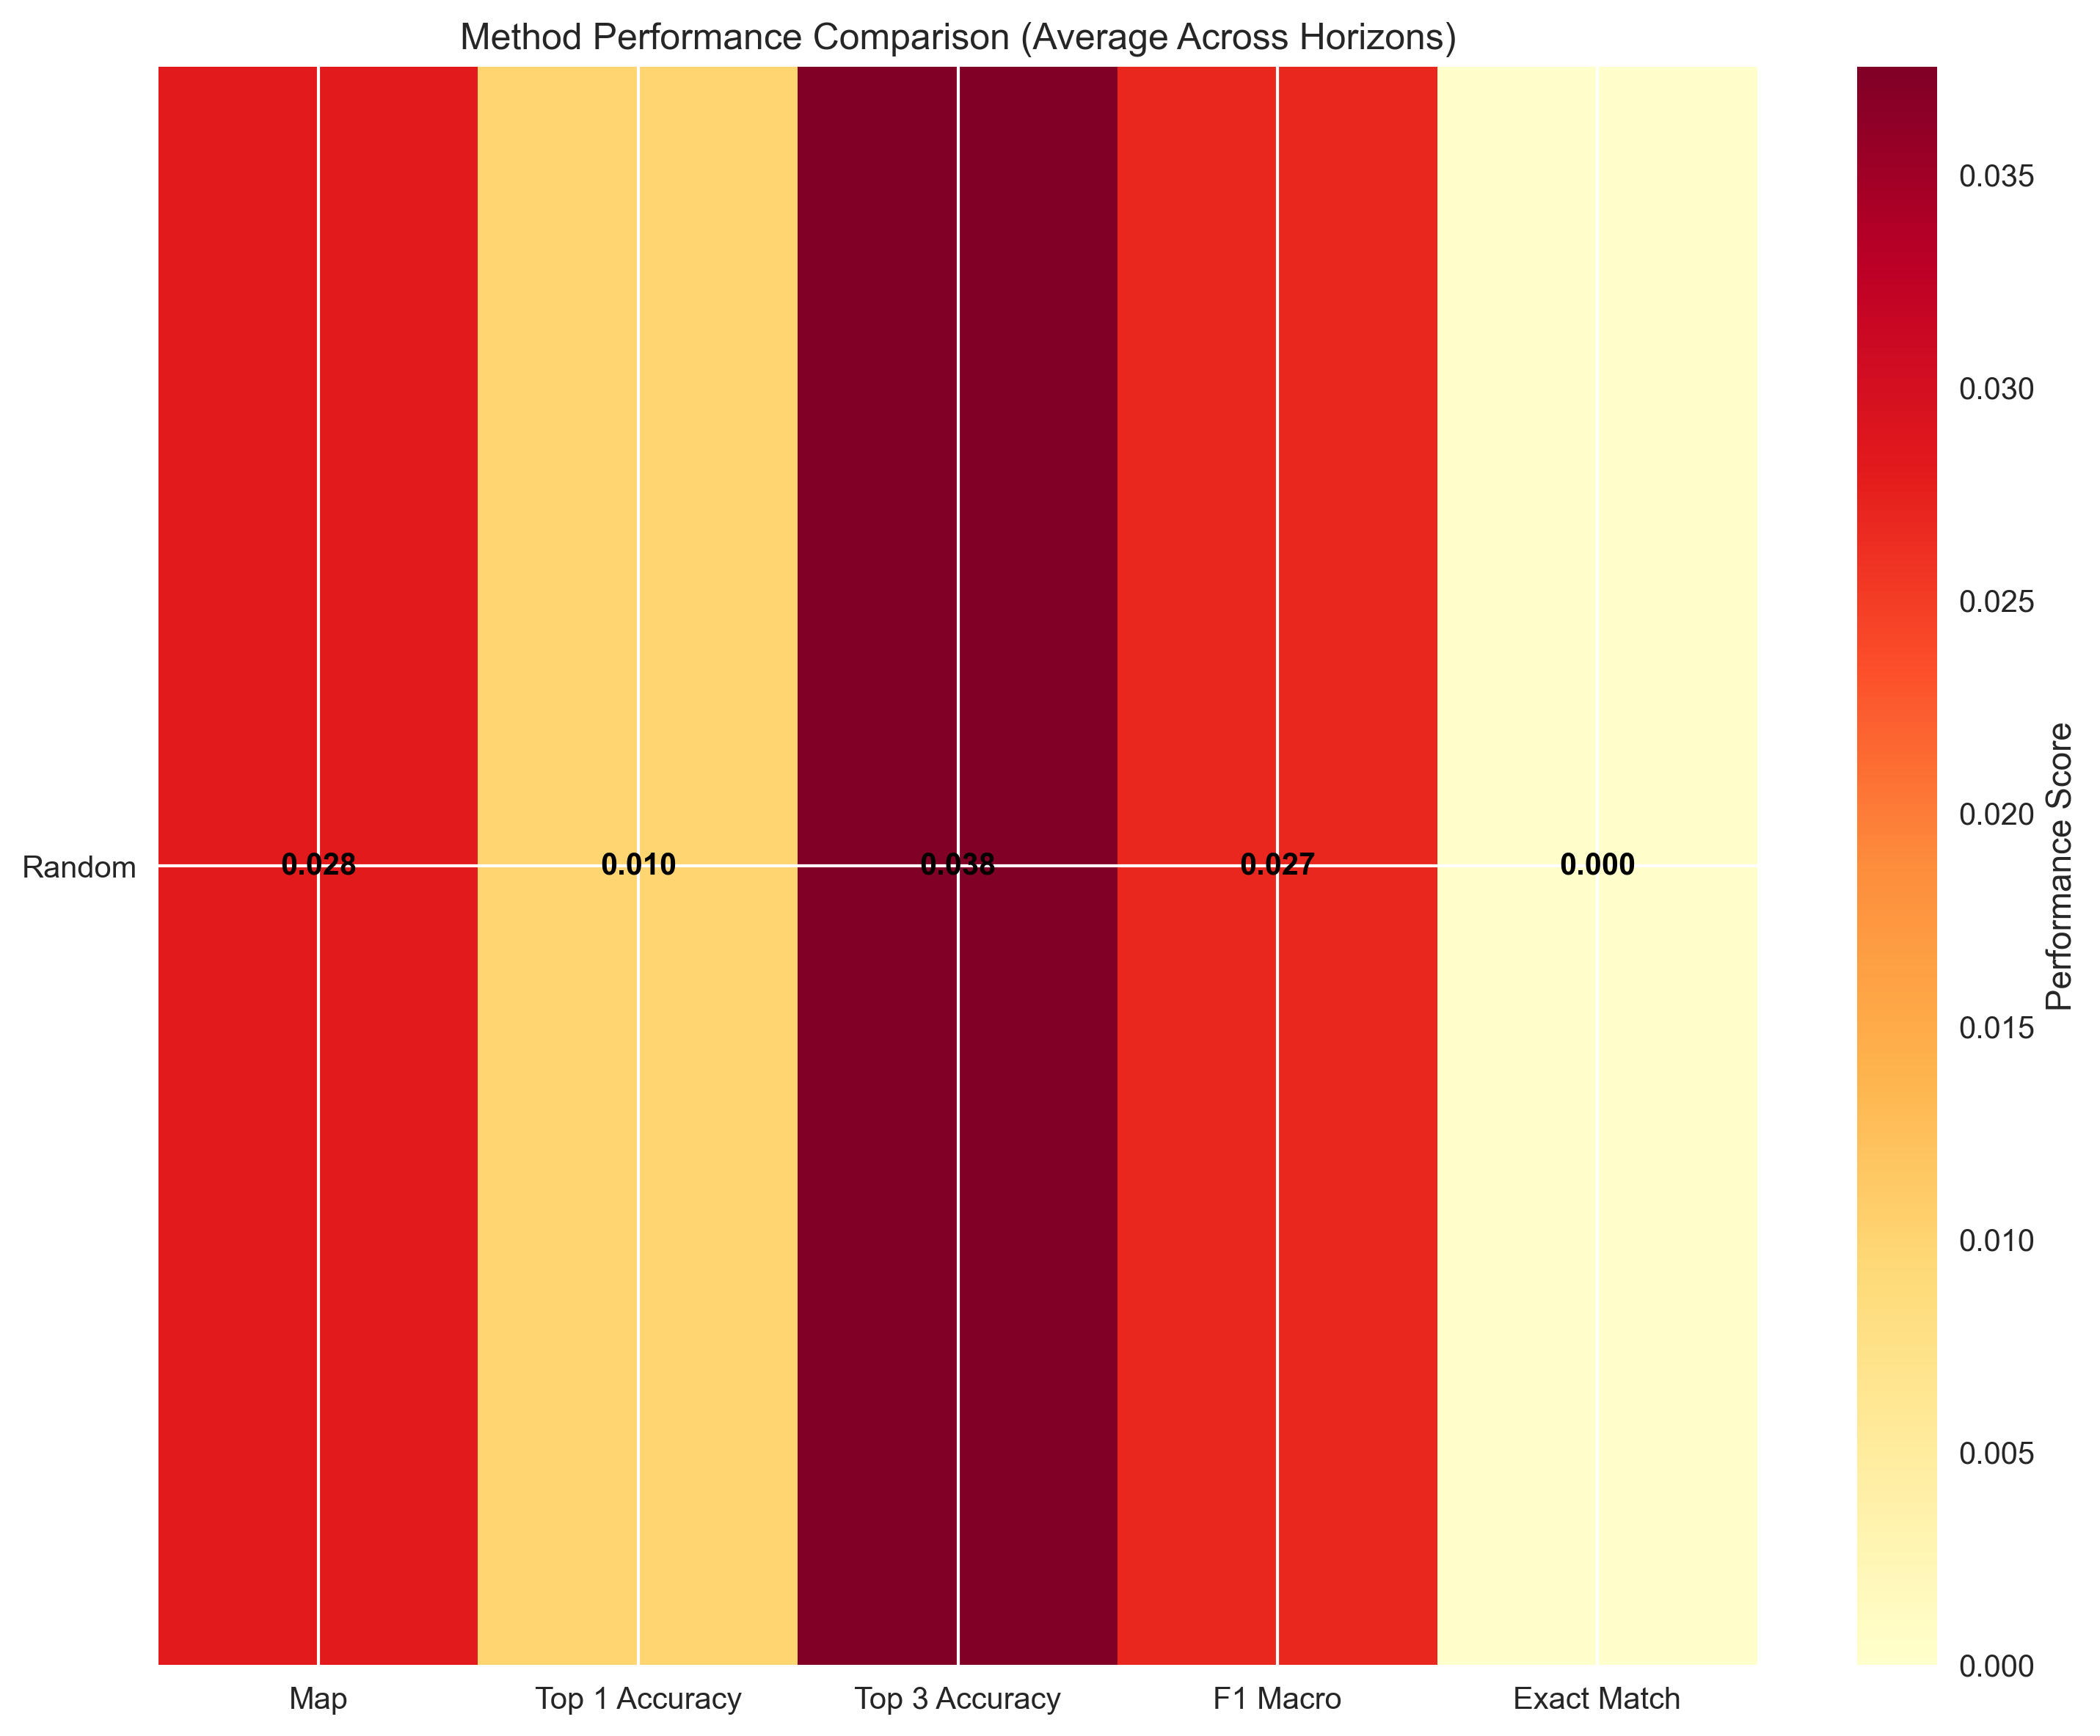 Method Performance Comparison (Average Across Horizons)
Random
0.028
0.010
0.038
0.027
0.000
Map
Top 1 Accuracy
Top 3 Accuracy
F1 Macro
Exact Match
0.035
0.030
0.025
0.020
0.015
0.010
0.005
0.000
Performance Score